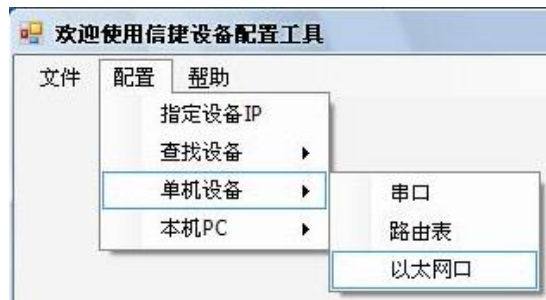 欢迎使用信捷设备配置工具
文件 配置 帮助
指定设备IP
查找设备
单机设备
本机PC
串口
路由表
以太网口